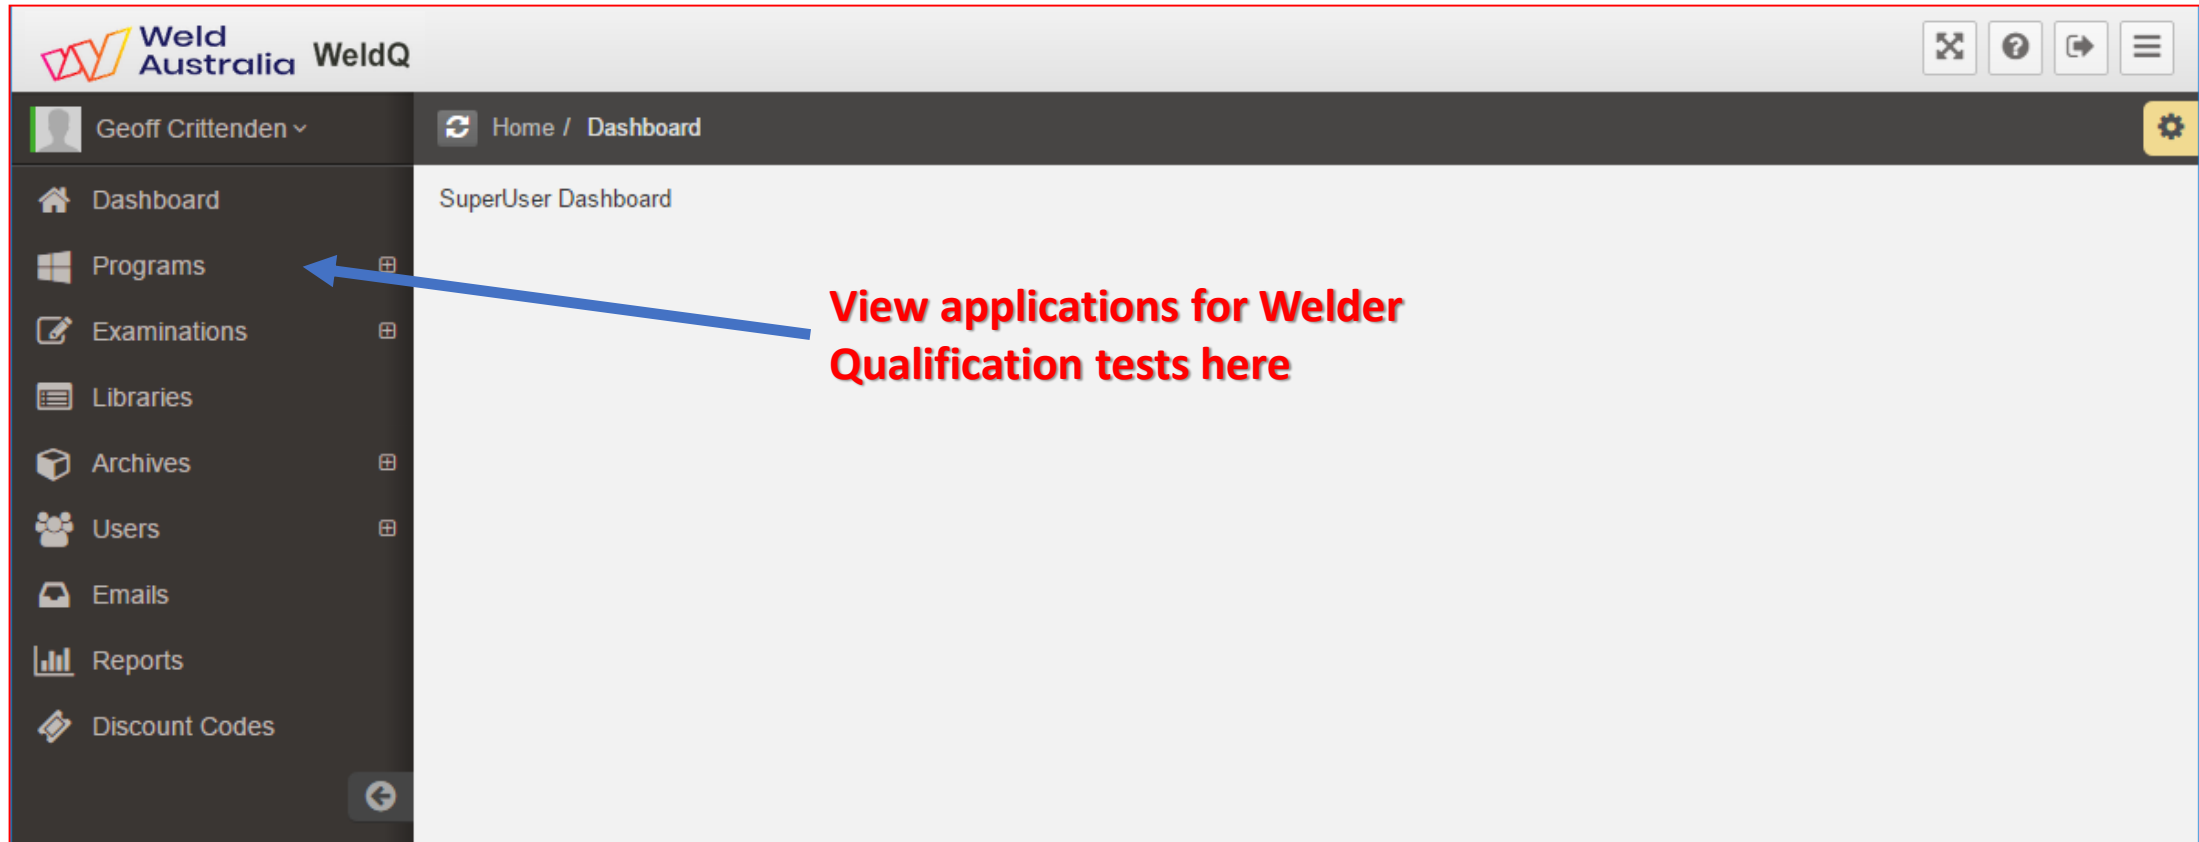 Weld
Australia WeldQ
Geoff Crittenden
Home / Dashboard
Dashboard
SuperUser Dashboard
Programs
View applications for Welder
Qualification tests here
Examinations
Libraries
Archives
Users
Emails
Reports
Discount Codes